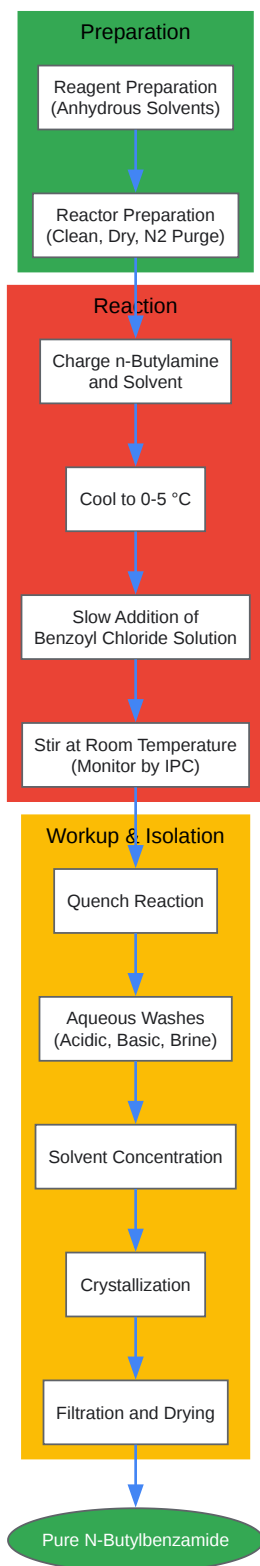 Preparation
Reagent Preparation
(Anhydrous Solvents)
Reactor Preparation
(Clean, Dry, N2 Purge)
Reaction
Charge n-Butylamine
and Solvent
Cool to 0-5 °C
Slow Addition of
Benzoyl Chloride Solution
Stir at Room Temperature
(Monitor by IPC)
Workup & Isolation
Quench Reaction
Aqueous Washes
(Acidic, Basic, Brine)
Solvent Concentration
Crystallization
Filtration and Drying
Pure N-Butylbenzamide